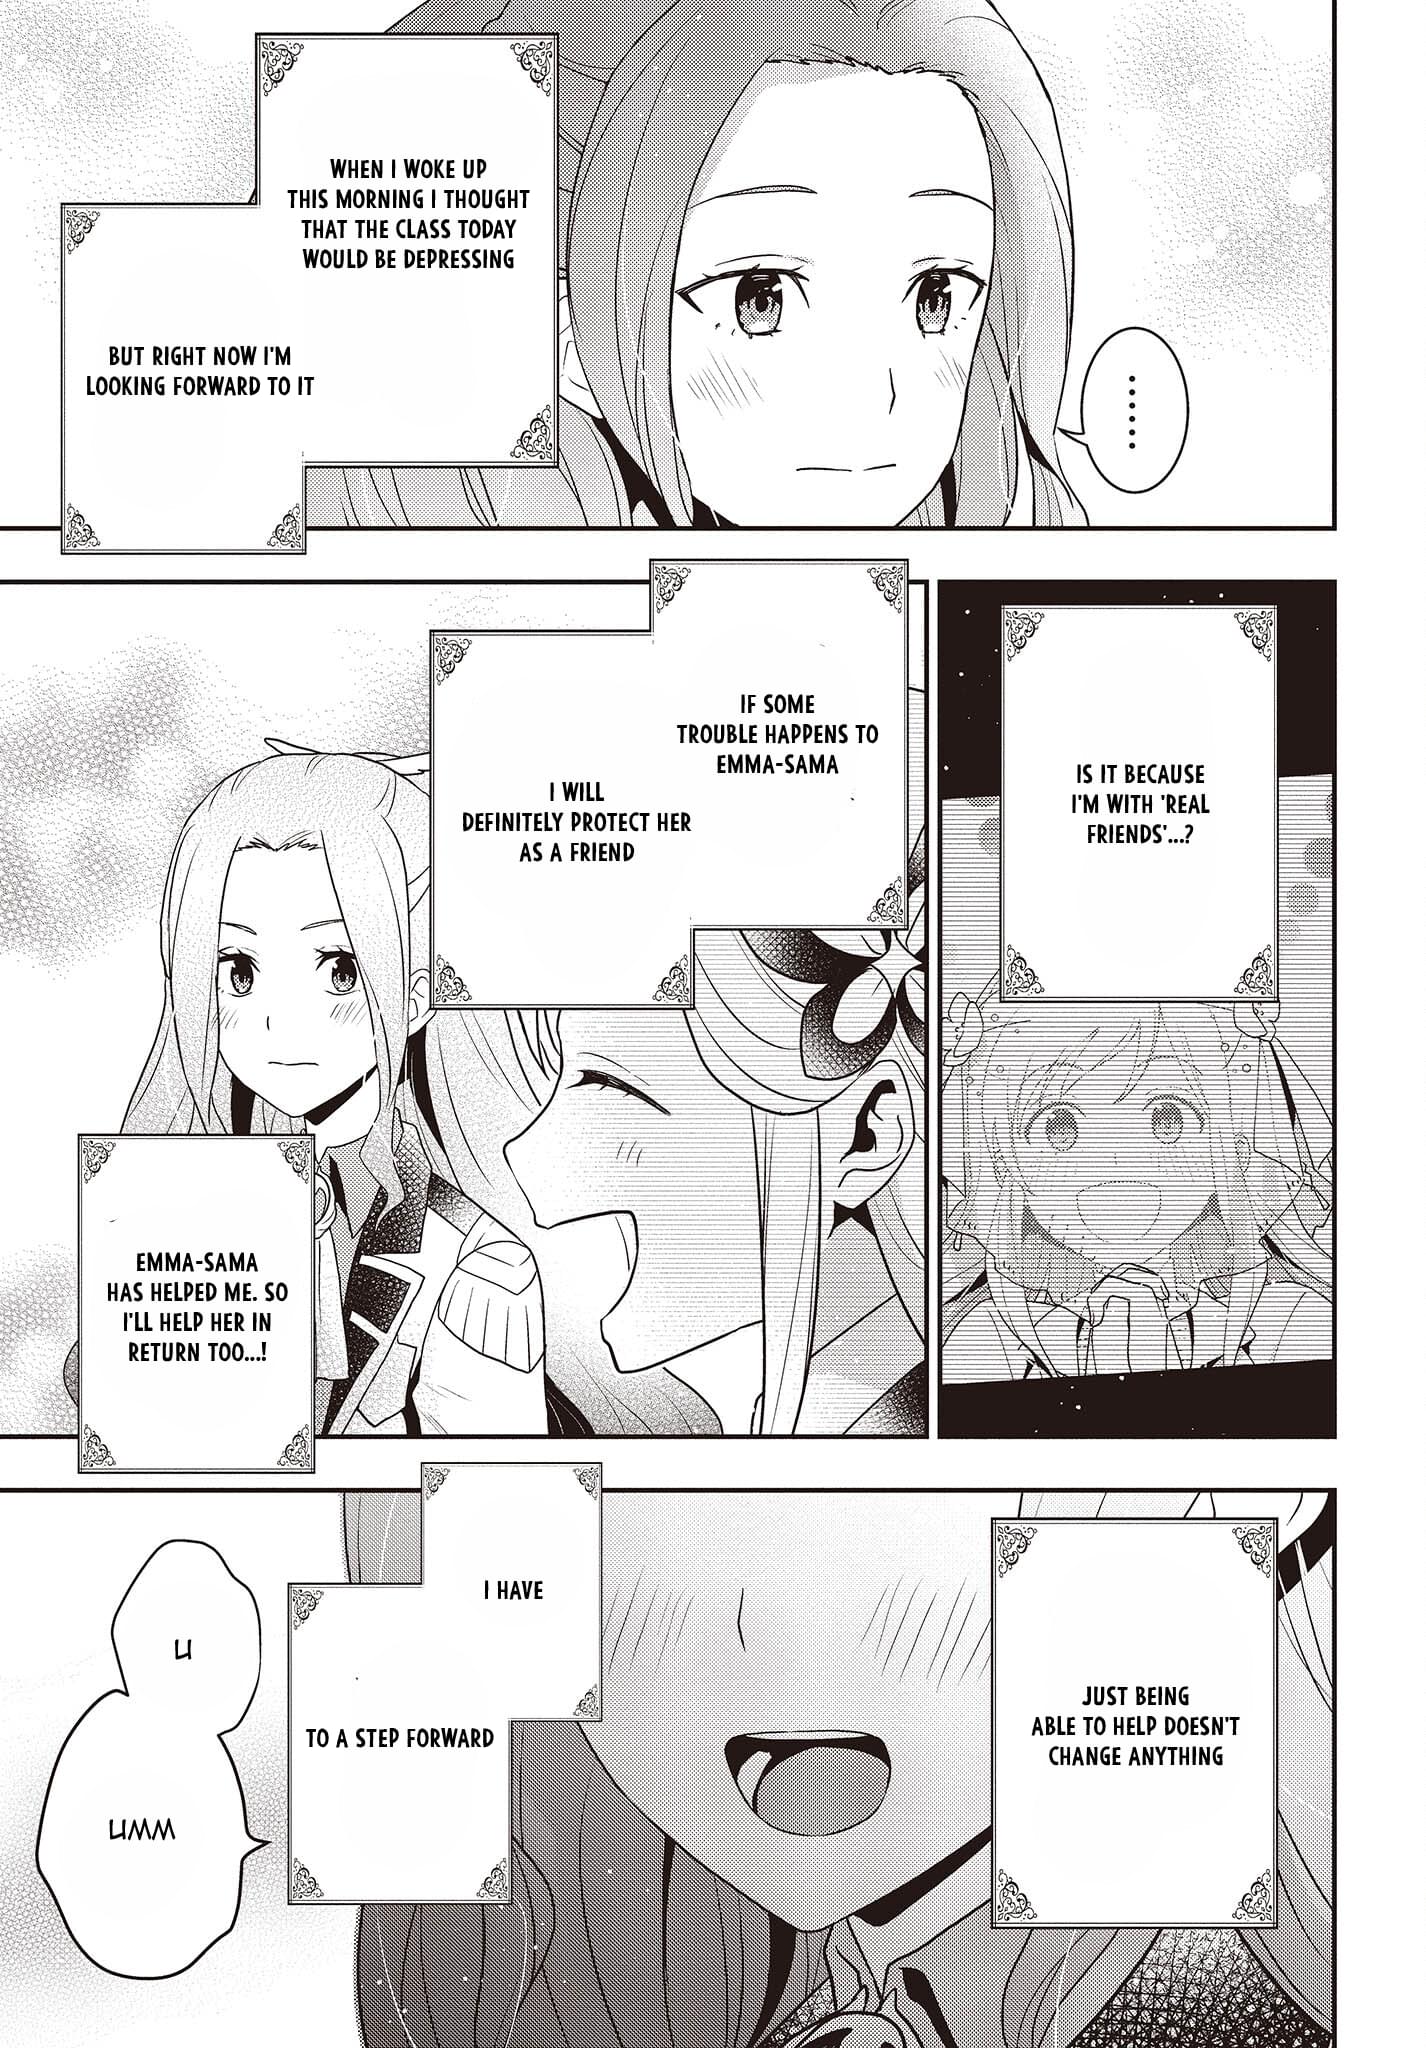 ........
WHEN I WOKE UP
THIS MORNING I THOUGHT
THAT THE CLASS TODAY
WOULD BE DEPRESSING
BUT RIGHT NOW I'M
LOOKING FORWARD TO IT
IS IT BECAUSE
I'M WITH 'REAL
FRIENDS'...?
IF SOME
TROUBLE HAPPENS TO
EMMA-SAMA
I WILL
DEFINITELY PROTECT HER
AS A FRIEND
EMMA-SAMA
HAS HELPED ME. SO
I'LL HELP HER IN
RETURN TOO...!
JUST BEING
ABLE TO HELP DOESN'T
CHANGE ANYTHING
I HAVE
TO A STEP FORWARD
U
UMM